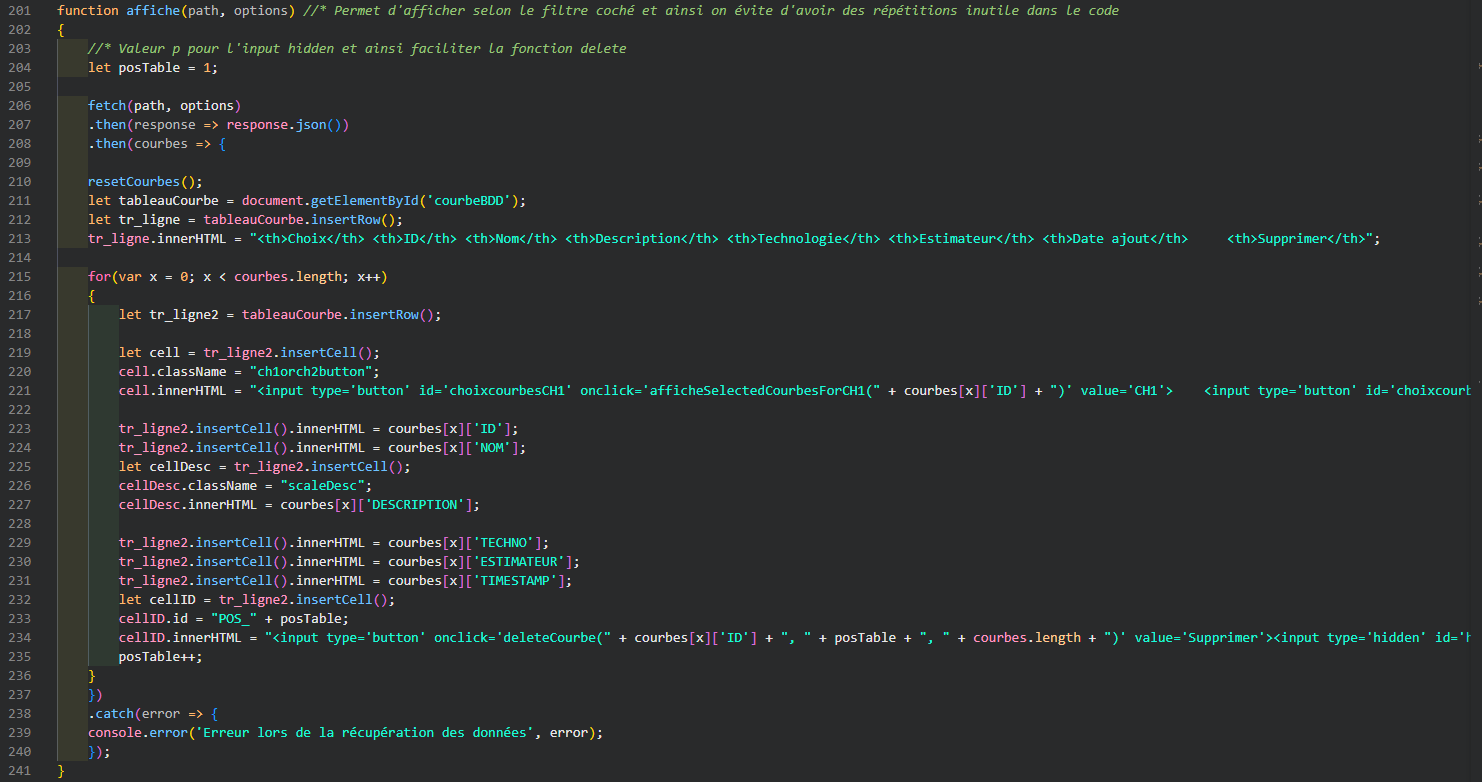 201 function affiche(path, options) //* Permet d'afficher selon le filtre coché et ainsi on évite d'avoir des répétitions inutile dans le code
202 {
203 //* Valeur p pour l'input hidden et ainsi faciliter la fonction delete
204 let posTable = 1;
205
206 fetch(path, options)
207 .then(response => response.json())
208 .then(courbes => {
209
210 resetCourbes();
211 let tableauCourbe = document.getElementById('courbeBDD');
212 let tr_ligne = tableauCourbe.insertRow();
213 tr_ligne.innerHTML = "<th>Choix</th> <th>ID</th> <th>Nom</th> <th>Description</th> <th>Technologie</th> <th>Estimateur</th> <th>Date ajout</th>     <th>Supprimer</th>";
214
215 for(var x = 0; x < courbes.length; x++)
216 {
217 let tr_ligne2 = tableauCourbe.insertRow();
218
219 let cell = tr_ligne2.insertCell();
220 cell.className = "ch1orch2button";
221 cell.innerHTML = "<input type='button' id='choixcourbesCH1' onclick='afficheSelectedCourbesForCH1(" + courbes[x]['ID'] + ")' value='CH1'>    <input type='button' id='choixcourb
222
223 tr_ligne2.insertCell().innerHTML = courbes[x]['ID'];
224 tr_ligne2.insertCell().innerHTML = courbes[x]['NOM'];
225 let cellDesc = tr_ligne2.insertCell();
226 cellDesc.className = "scaleDesc";
227 cellDesc.innerHTML = courbes[x]['DESCRIPTION'];
228
229 tr_ligne2.insertCell().innerHTML = courbes[x]['TECHNO'];
230 tr_ligne2.insertCell().innerHTML = courbes[x]['ESTIMATEUR'];
231 tr_ligne2.insertCell().innerHTML = courbes[x]['TIMESTAMP'];
232 let cellID = tr_ligne2.insertCell();
233 cellID.id = "POS_" + posTable;
234 cellID.innerHTML = "<input type='button' onclick='deleteCourbe(" + courbes[x]['ID'] + ", " + posTable + ", " + courbes.length + ")' value='Supprimer'><input type='hidden' id='h
235 posTable++;
236 }
237 })
238 .catch(error => {
239 console.error('Erreur lors de la récupération des données', error);
240 });
241 }